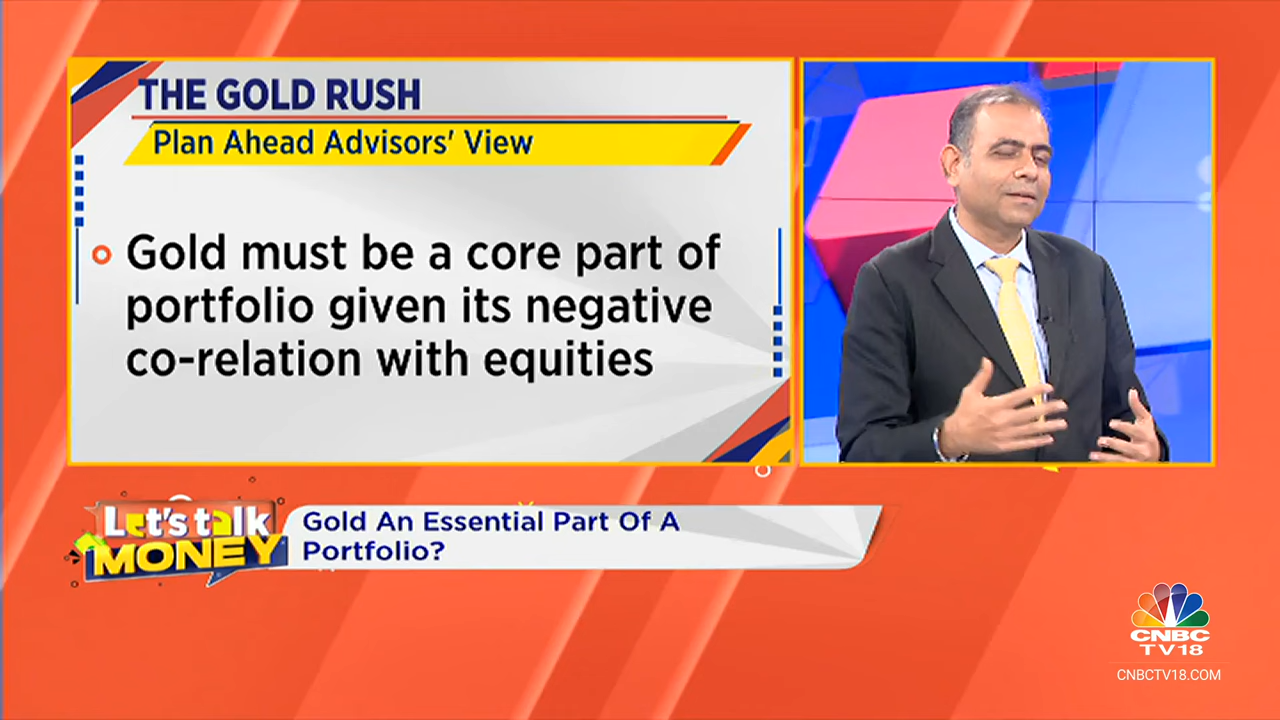 THE GOLD RUSH
Plan Ahead Advisors' View
Gold must be a core part of
portfolio given its negative
co-relation with equities
Let's talk
MONEY
Gold An Essential Part Of A
Portfolio?
CNBC
TV18
CNBCTV18.COM